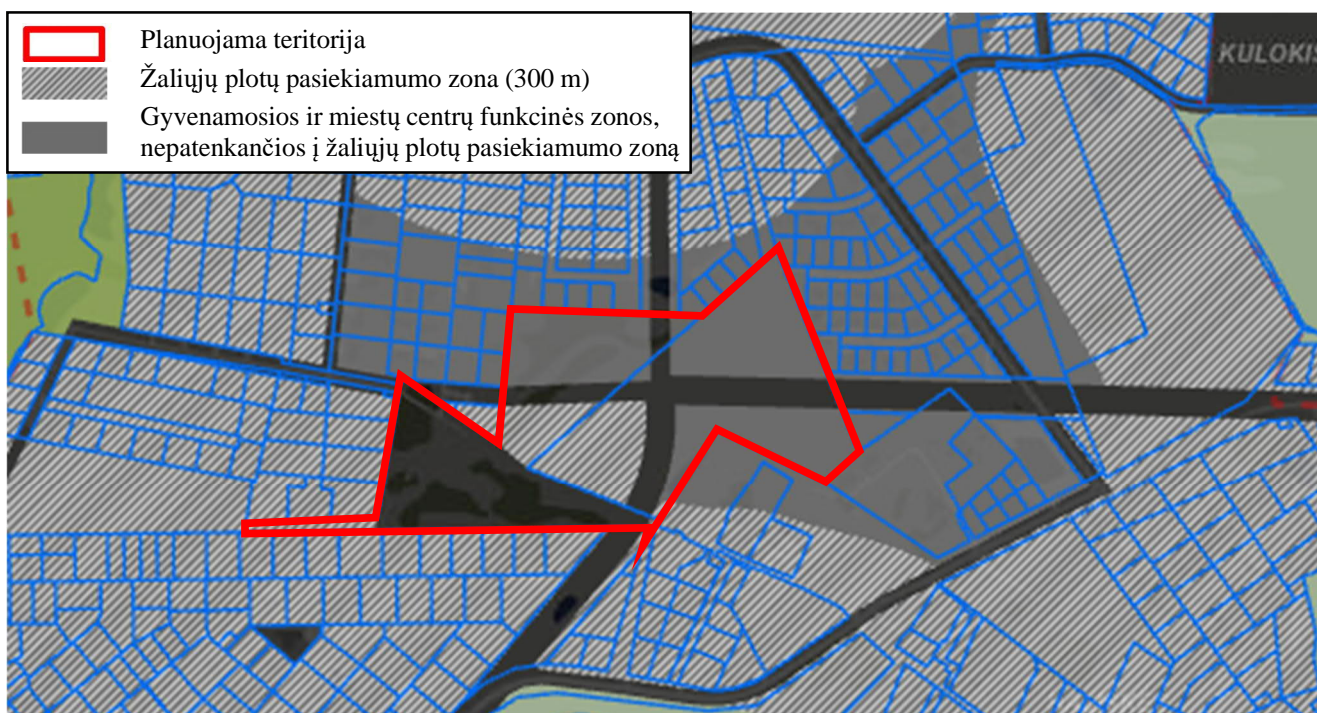 Planuojama teritorija
Žaliųjų plotų pasiekiamumo zona (300 m)
Gyvenamosios ir miestų centrų funkcinės zonos,
nepatenkančios į žaliųjų plotų pasiekiamumo zoną
KULOKIS